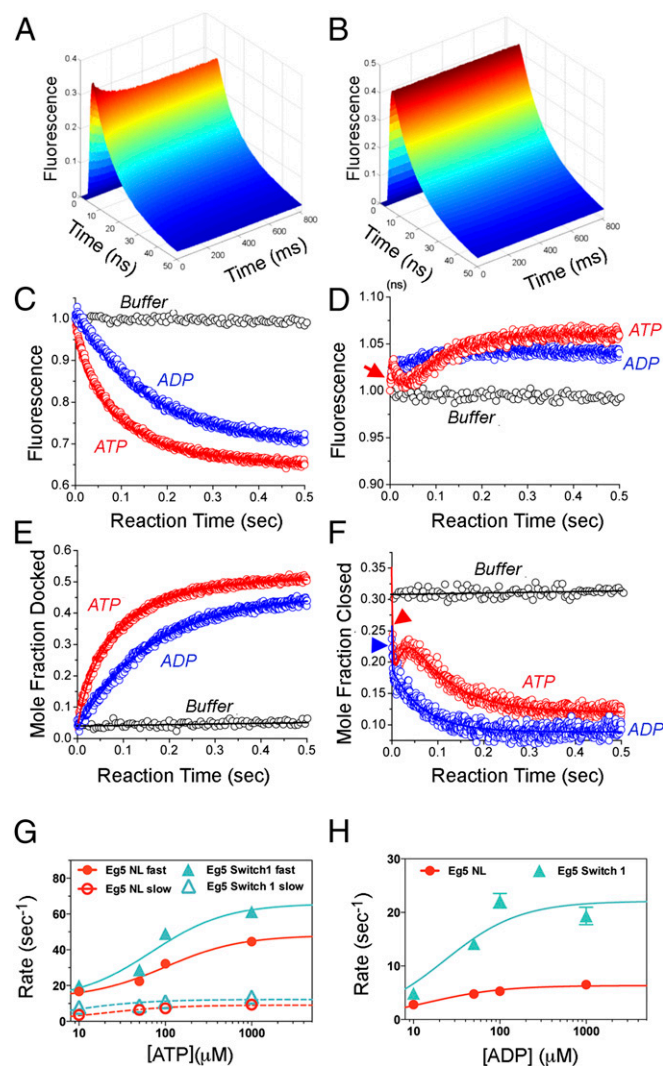 A
B
0.4
0.3
0.2
0.1
0
Fluorescence
0
10
20
30
40
50
Time (ns)
0
200
400
600
800
Time (ms)
0.5
0.4
0.3
0.2
0.1
0
Fluorescence
0
10
20
30
40
50
Time (ns)
0
200
400
600
800
Time (ms)
C
Buffer
ADP
ATP
1.0
0.9
0.8
0.7
0.6
Fluorescence
0.0 0.1 0.2 0.3 0.4 0.5
Reaction Time (sec)
D
(ns)
ATP
ADP
Buffer
1.10
1.05
1.00
0.95
0.90
Fluorescence
0.0 0.1 0.2 0.3 0.4 0.5
Reaction Time (sec)
E
ATP
ADP
Buffer
0.6
0.5
0.4
0.3
0.2
0.1
0.0
Mole Fraction Docked
0.0 0.1 0.2 0.3 0.4 0.5
Reaction Time (sec)
F
Buffer
ATP
ADP
0.35
0.30
0.25
0.20
0.15
0.10
Mole Fraction Closed
0.0 0.1 0.2 0.3 0.4 0.5
Reaction Time (sec)
G
Eg5 NL fast
Eg5 Switch1 fast
Eg5 NL slow
Eg5 Switch 1 slow
80
60
40
20
0
Rate (sec-1)
10 100 1000
[ATP](μM)
H
Eg5 NL
Eg5 Switch 1
30
20
10
0
Rate (sec-1)
10 100 1000
[ADP] (μM)